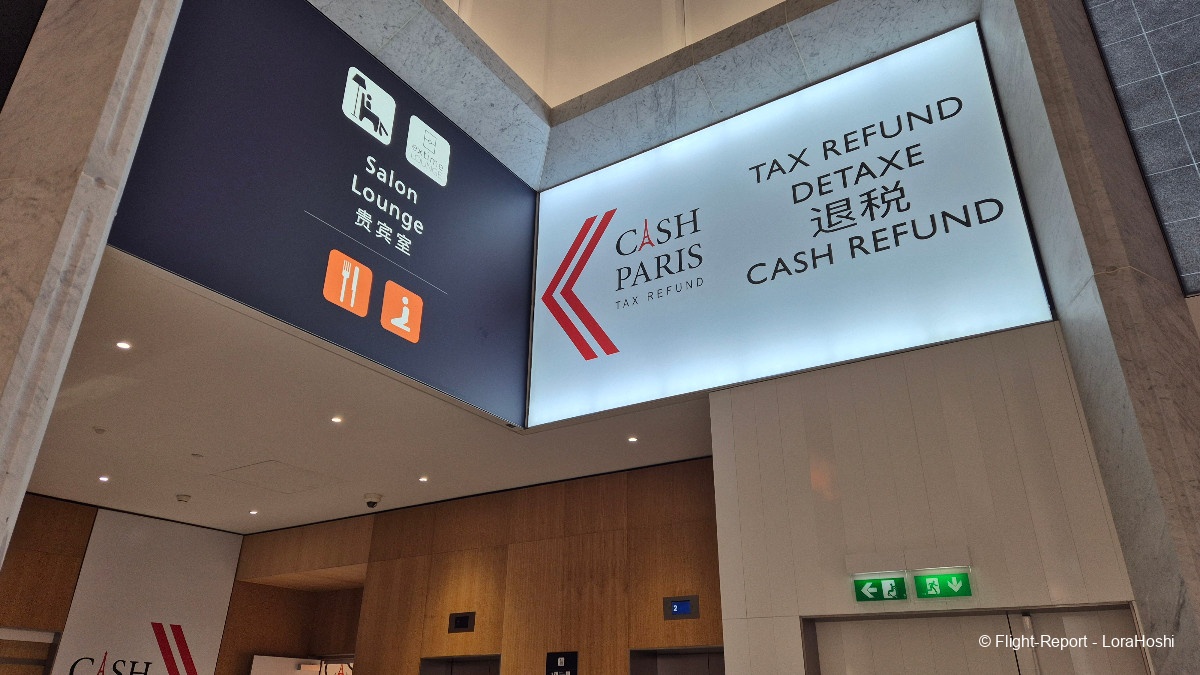 extime
Salon
Lounge
贵宾室
CASH
PARIS
TAX REFUND
TAX REFUND
DETAXE
退税
CASH REFUND
CASH
2
© Flight-Report - LoraHoshi